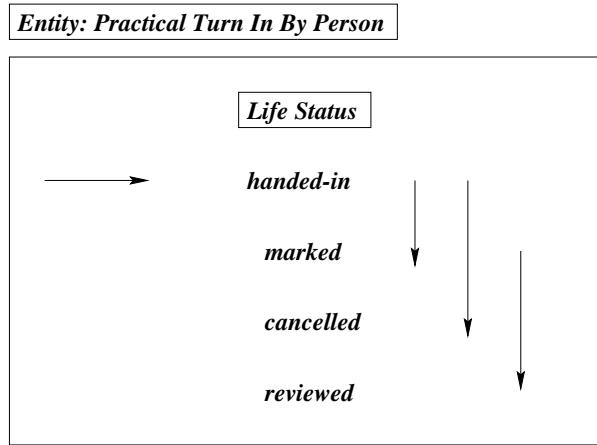 Entity: Practical Turn In By Person
Life Status
handed-in
marked
cancelled
reviewed